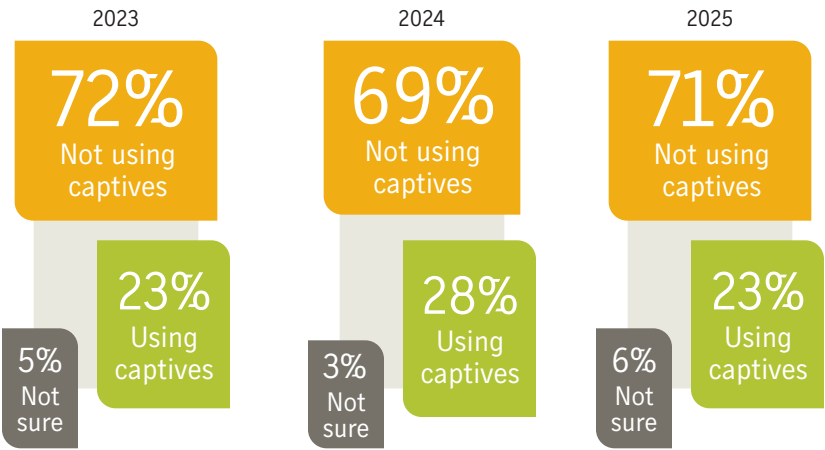 2023
72%
Not using
captives
23%
Using
captives
5%
Not
sure
2024
69%
Not using
captives
28%
Using
captives
3%
Not
sure
2025
71%
Not using
captives
23%
Using
captives
6%
Not
sure